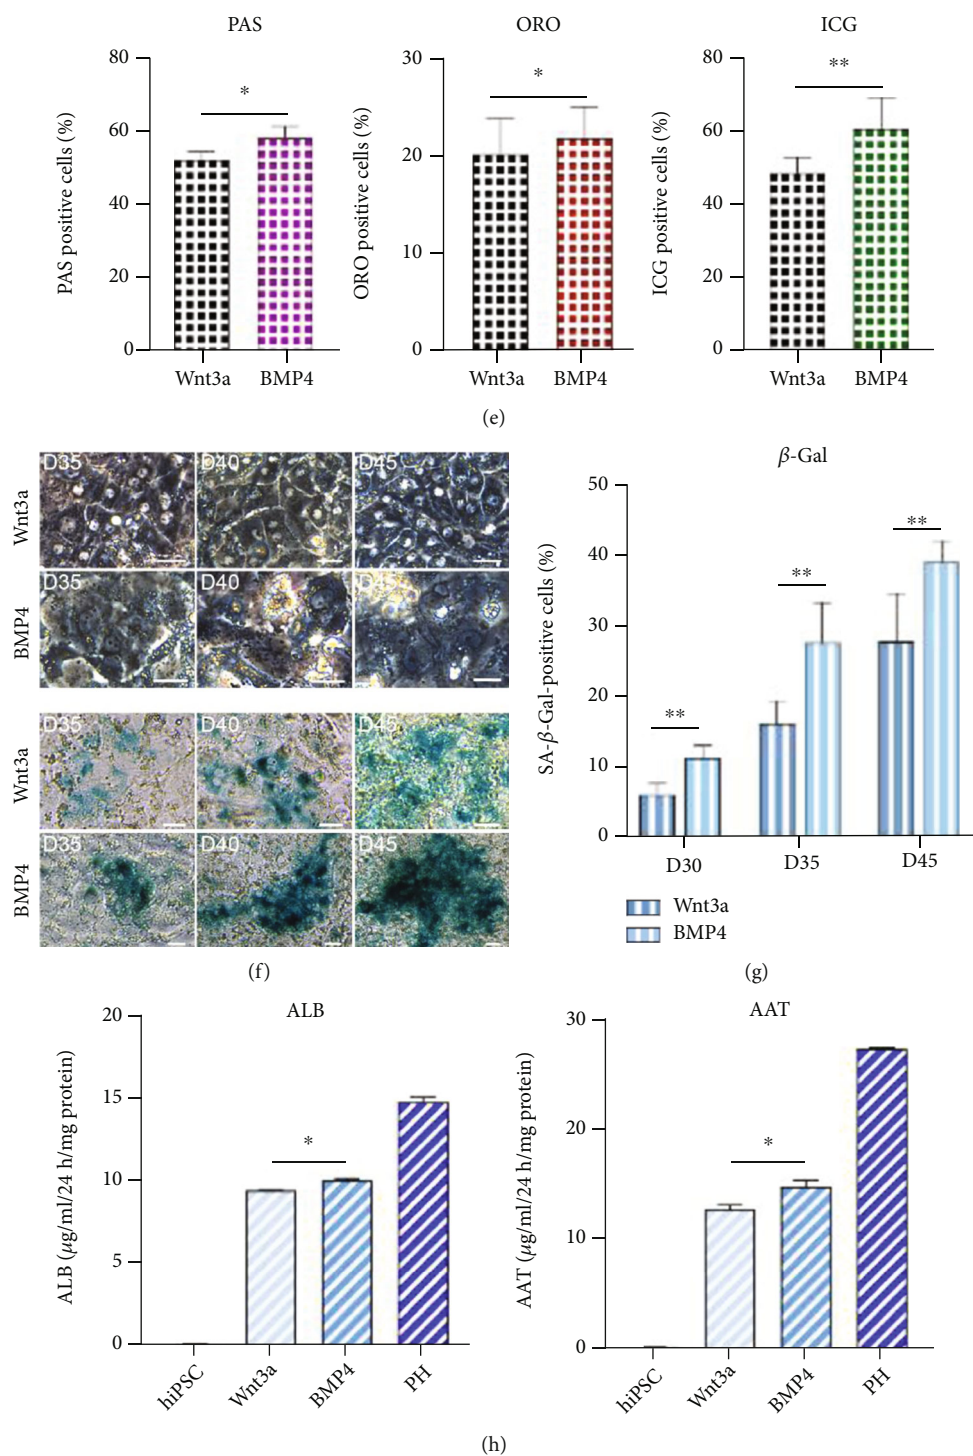 PAS
ORO
ICG
PAS positive cells (%)
80
60
40
20
0
*
Wnt3a
BMP4
ORO positive cells (%)
30
20
10
0
*
Wnt3a
BMP4
ICG positive cells (%)
80
60
40
20
0
**
Wnt3a
BMP4
(e)
Wnt3a
D35
D40
D45
BMP4
D35
D40
D45
Wnt3a
D35
D40
D45
BMP4
D35
D40
D45
(f)
β-Gal
SA-β-Gal-positive cells (%)
50
40
30
20
10
0
**
**
**
D30
D35
D45
Wnt3a
BMP4
(g)
ALB
ALB (μg/ml/24 h/mg protein)
20
15
10
5
0
*
hiPSC
Wnt3a
BMP4
PH
AAT
AAT (μg/ml/24 h/mg protein)
30
20
10
0
*
hiPSC
Wnt3a
BMP4
PH
(h)